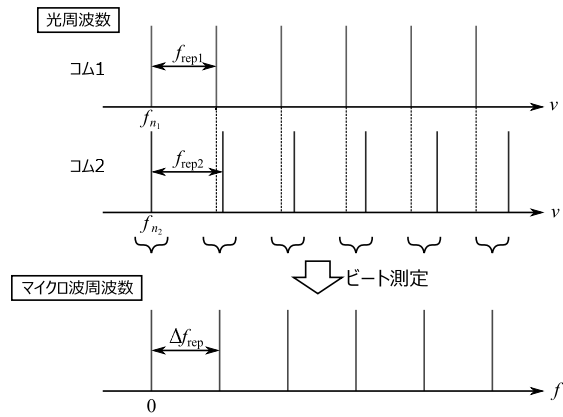 光周波数
コム1
f_rep1
ν
f_n1
コム2
f_rep2
ν
f_n2
ビート測定
マイクロ波周波数
Δf_rep
f
0